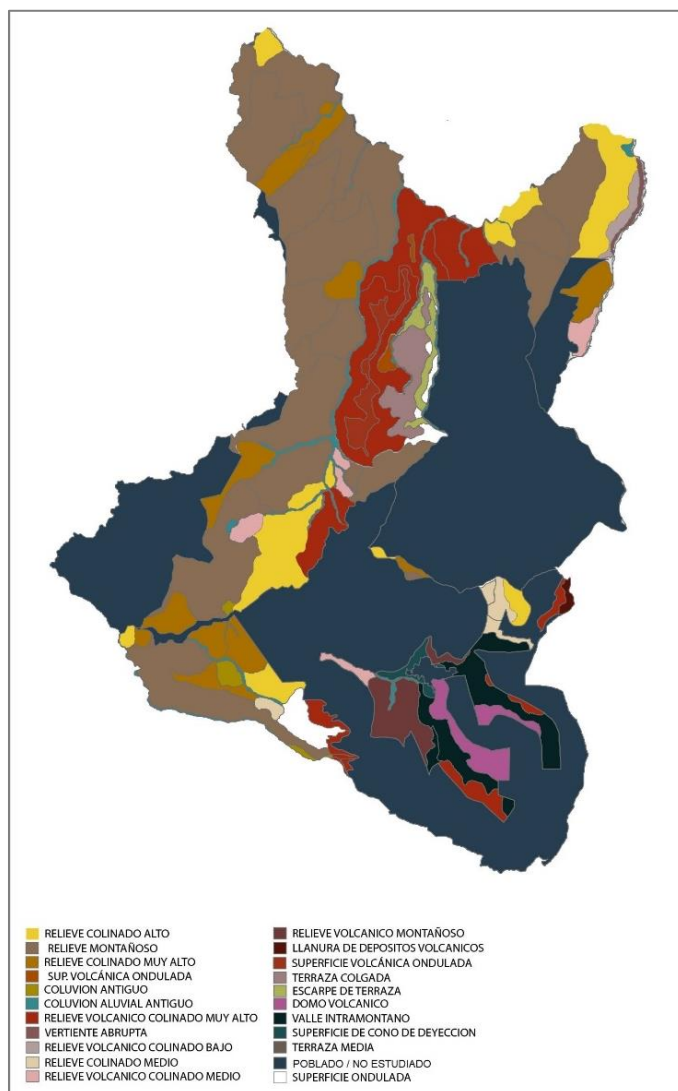 RELIEVE COLINADO ALTO
RELIEVE MONTAÑOSO
RELIEVE COLINADO MUY ALTO
SUP. VOLCÁNICA ONDULADA
COLUVION ANTIGUO
COLUVION ALUVIAL ANTIGUO
RELIEVE VOLCANICO COLINADO MUY ALTO
VERTIENTE ABRUPTA
RELIEVE VOLCANICO COLINADO BAJO
RELIEVE COLINADO MEDIO
RELIEVE VOLCANICO COLINADO MEDIO
RELIEVE VOLCANICO MONTAÑOSO
LLANURA DE DEPOSITOS VOLCANICOS
SUPERFICIE VOLCÁNICA ONDULADA
TERRAZA COLGADA
ESCARPE DE TERRAZA
DOMO VOLCANICO
VALLE INTRAMONTANO
SUPERFICIE DE CONO DE DEYECCION
TERRAZA MEDIA
POBLADO / NO ESTUDIADO
SUPERFICIE ONDULADA